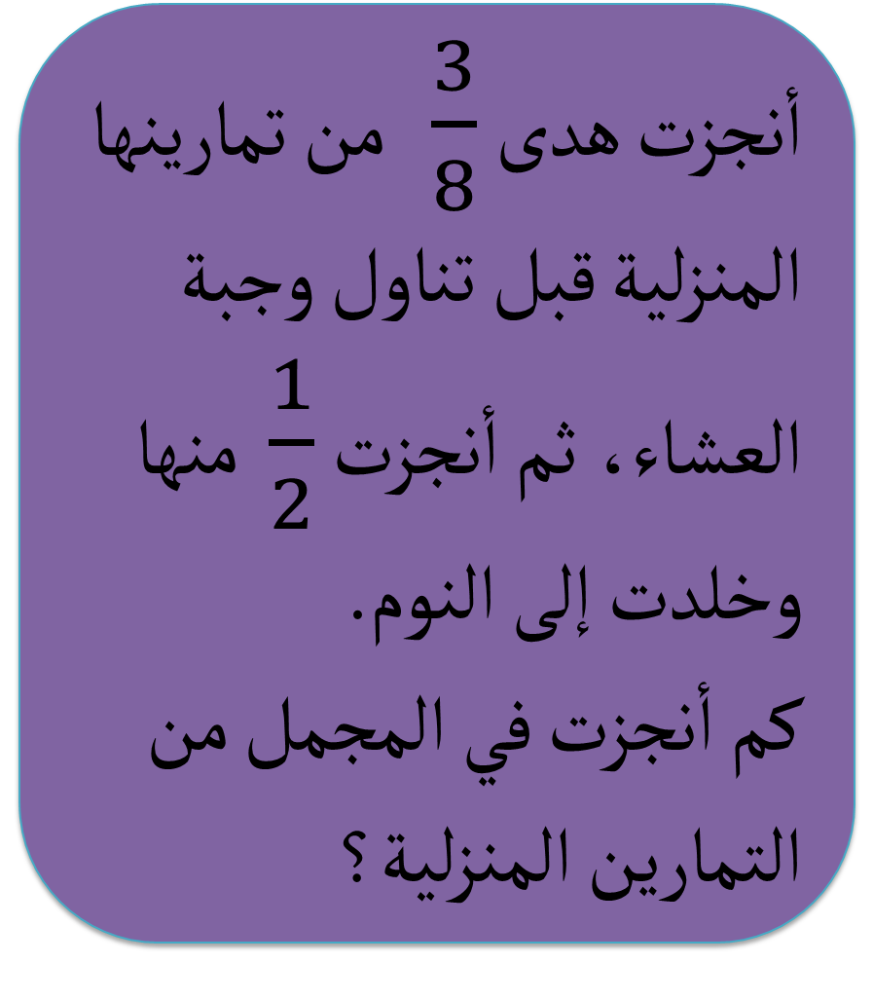 أنجزت هدى 3/8 من تمارينها
المنزلية قبل تناول وجبة
العشاء، ثم أنجزت 1/2 منها
وخلدت إلى النوم.
كم أنجزت في المجمل من
التمارين المنزلية؟